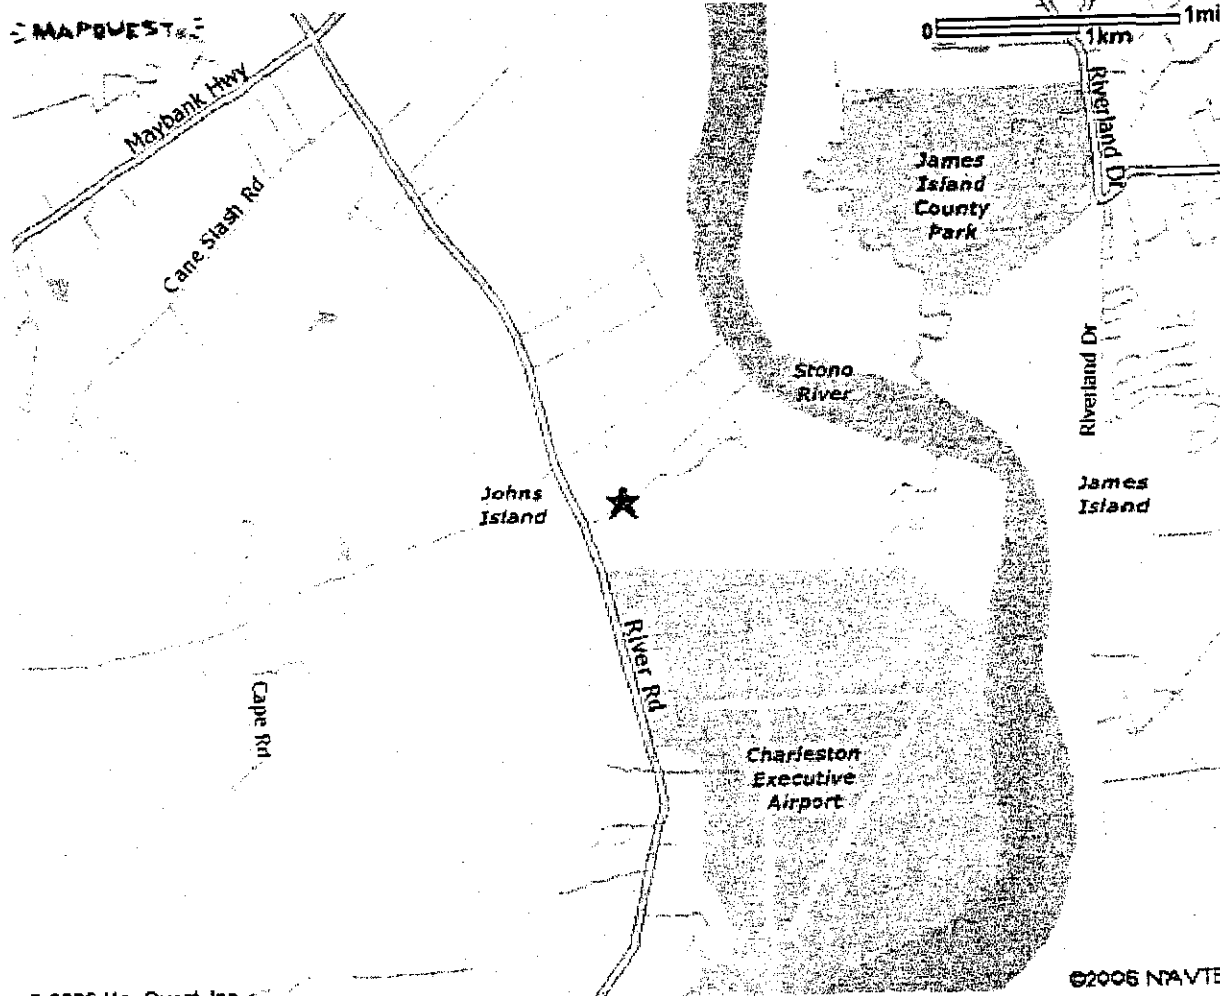 MAPQUEST
0
1mi
1km
Maybank Hwy
Riverland Dr
James
Island
County
Park
Cane Slash Rd
Riverland Dr
Stono
River
Johns
Island
James
Island
River Rd
Cape Rd
Charleston
Executive
Airport
©2006 NAVTE